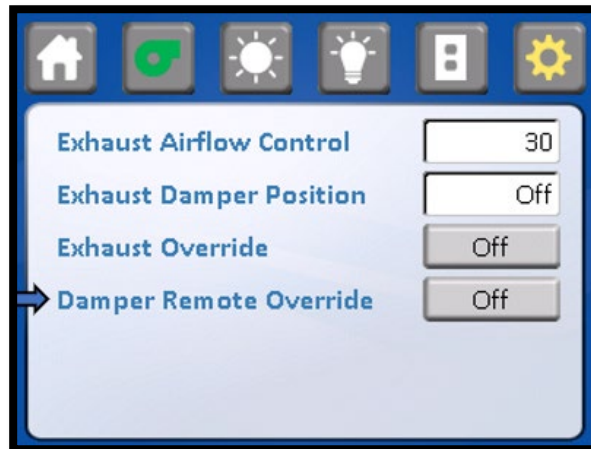 Exhaust Airflow Control 30
Exhaust Damper Position Off
Exhaust Override Off
Damper Remote Override Off